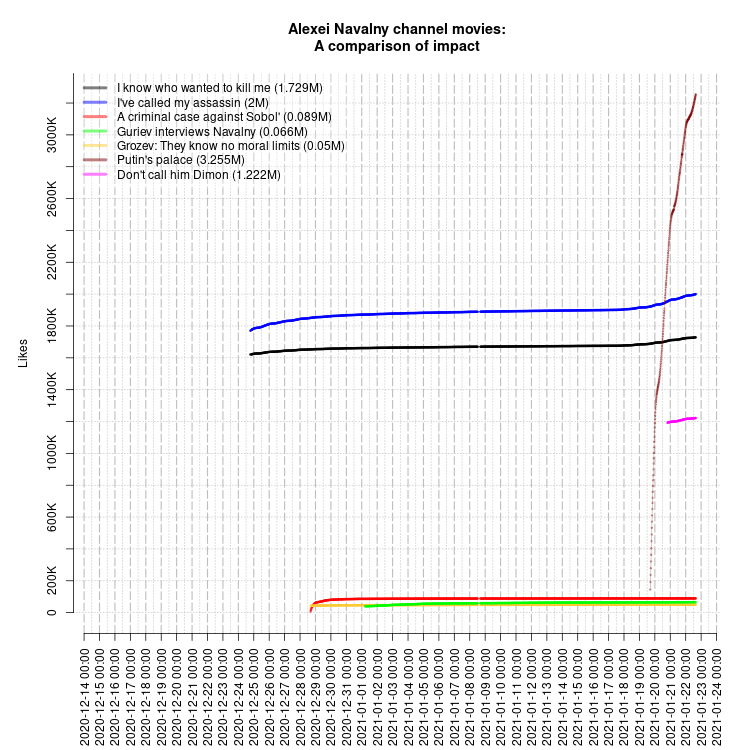 Alexei Navalny channel movies:
A comparison of impact
I know who wanted to kill me (1.729M)
I've called my assassin (2M)
A criminal case against Sobol' (0.089M)
Guriev interviews Navalny (0.066M)
Grozev: They know no moral limits (0.05M)
Putin's palace (3.255M)
Don't call him Dimon (1.222M)
Likes
3000K
2600K
2200K
1800K
1400K
1000K
600K
200K
0
2020-12-14 00:00
2020-12-15 00:00
2020-12-16 00:00
2020-12-17 00:00
2020-12-18 00:00
2020-12-19 00:00
2020-12-20 00:00
2020-12-21 00:00
2020-12-22 00:00
2020-12-23 00:00
2020-12-24 00:00
2020-12-25 00:00
2020-12-26 00:00
2020-12-27 00:00
2020-12-28 00:00
2020-12-29 00:00
2020-12-30 00:00
2020-12-31 00:00
2021-01-01 00:00
2021-01-02 00:00
2021-01-03 00:00
2021-01-04 00:00
2021-01-05 00:00
2021-01-06 00:00
2021-01-07 00:00
2021-01-08 00:00
2021-01-09 00:00
2021-01-10 00:00
2021-01-11 00:00
2021-01-12 00:00
2021-01-13 00:00
2021-01-14 00:00
2021-01-15 00:00
2021-01-16 00:00
2021-01-17 00:00
2021-01-18 00:00
2021-01-19 00:00
2021-01-20 00:00
2021-01-21 00:00
2021-01-22 00:00
2021-01-23 00:00
2021-01-24 00:00